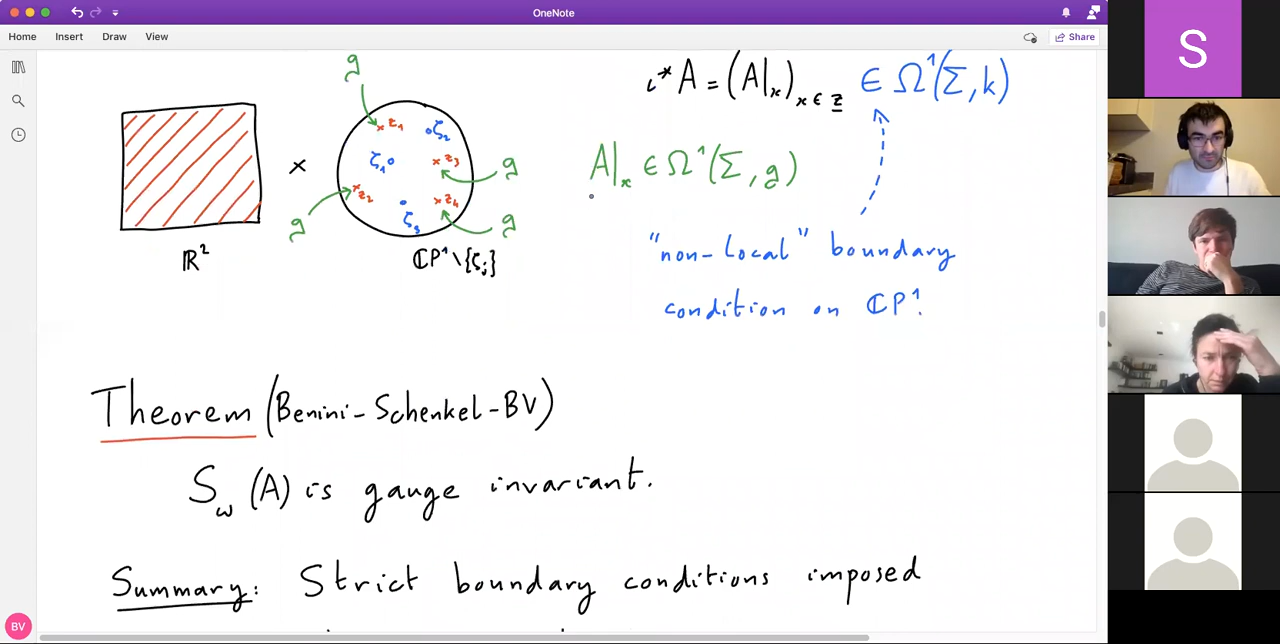 OneNote
Home Insert Draw View
Share
g
ι*A = (A|ₓ)ₓ ∈ z ∈ Ω¹(Σ, k)
× z₁ ζ₂
ζ₁ × z₃ g
×
× z₂ × z₄
g ζ₃ g
A|ₓ ∈ Ω¹(Σ, g)
ℝ² ℂP¹\{ζᵢ}
"non-local" boundary
condition on ℂP¹
Theorem (Benini-Schenkel-BV)
S_ω (A) is gauge invariant.
Summary: Strict boundary conditions imposed
S
BV